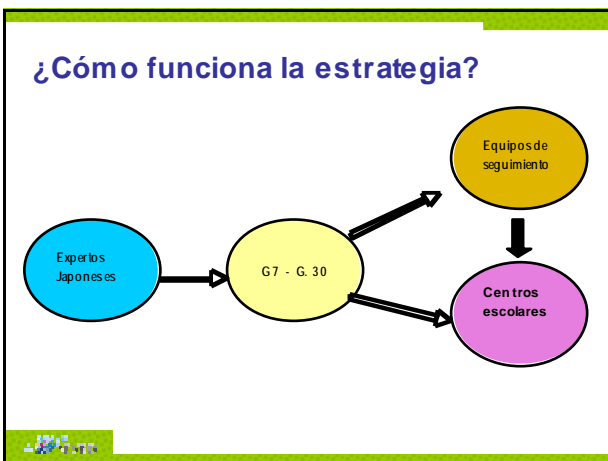 ¿Cómo funciona la estrategia?
Equipos de
seguimiento
Expertos
Japoneses
G7 - G. 30
Centros
escolares